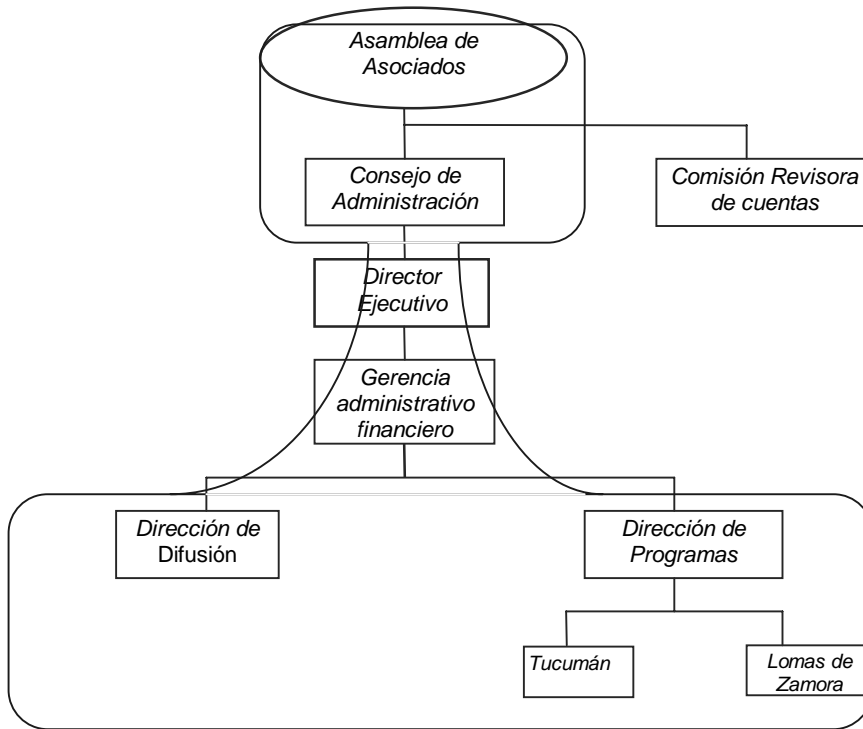 Asamblea de
Asociados
Consejo de
Administración
Comisión Revisora
de cuentas
Director
Ejecutivo
Gerencia
administrativo
financiero
Dirección de
Difusión
Dirección de
Programas
Tucumán
Lomas de
Zamora